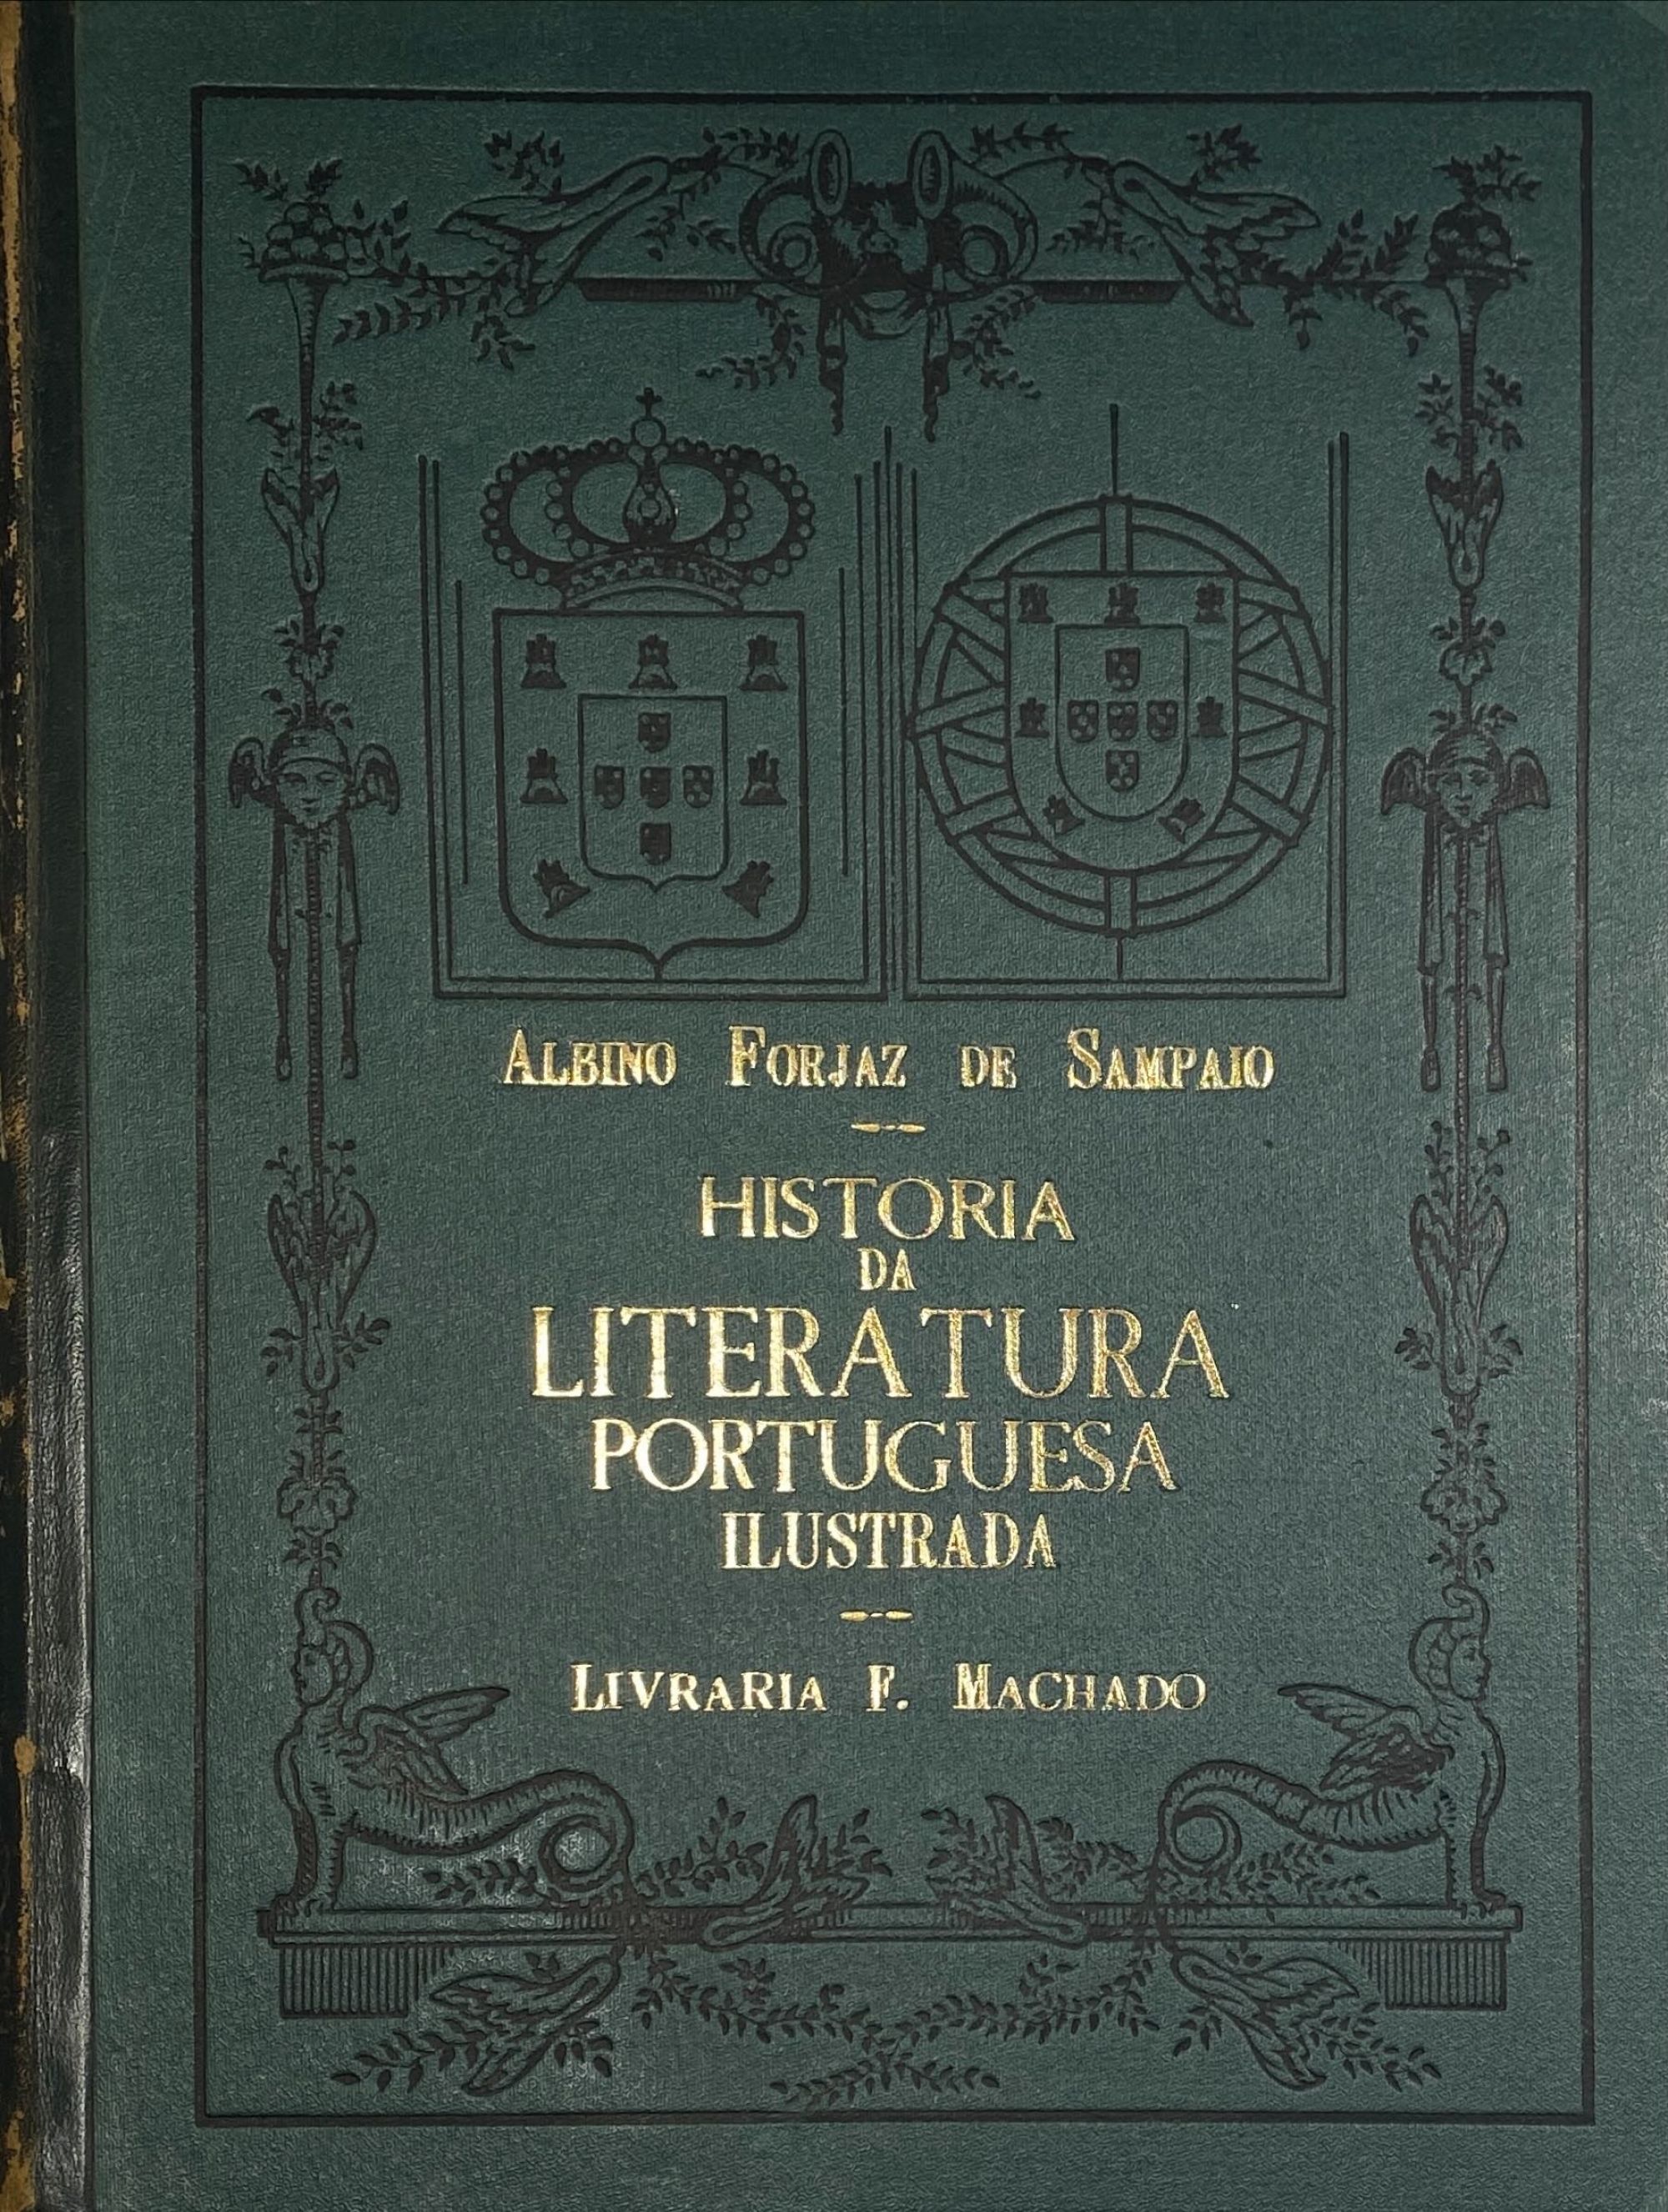 ALBINO FORJAZ DE SAMPAIO
HISTORIA
DA
LITERATURA
PORTUGUESA
ILUSTRADA
LIVRARIA F. MACHADO